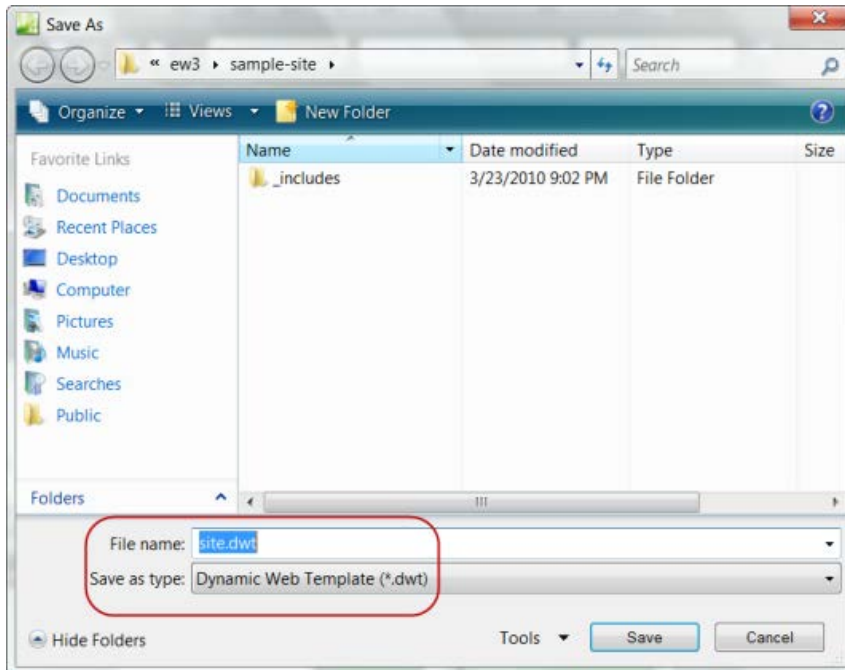 Save As
« ew3 ▸ sample-site ▸
Search
Organize Views New Folder
Favorite Links
Documents
Recent Places
Desktop
Computer
Pictures
Music
Searches
Public
Folders
Name Date modified Type Size
_includes 3/23/2010 9:02 PM File Folder
File name: site.dwt
Save as type: Dynamic Web Template (*.dwt)
Hide Folders Tools Save Cancel